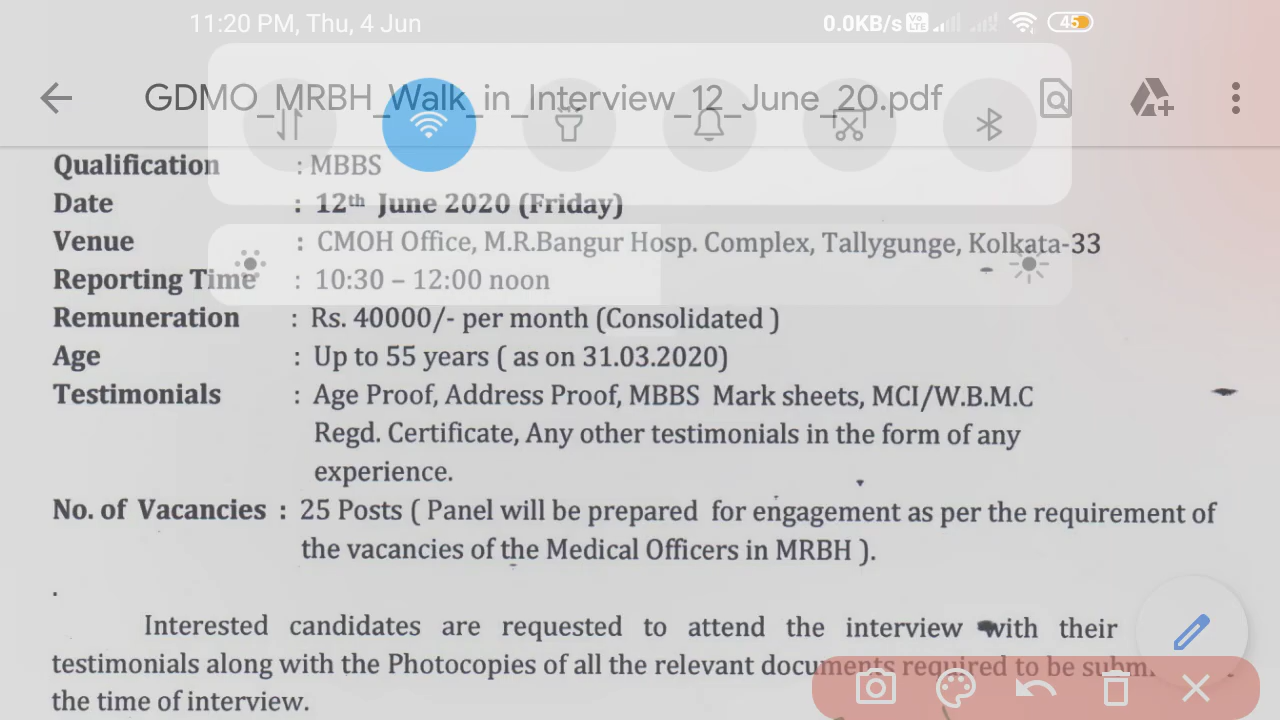 11:20 PM, Thu, 4 Jun 0.0KB/s Vo LTE 45
GDMO_MRBH_Walk_in_Interview_12_June_20.pdf
Qualification : MBBS
Date : 12th June 2020 (Friday)
Venue : CMOH Office, M.R.Bangur Hosp. Complex, Tallygunge, Kolkata-33
Reporting Time : 10:30 – 12:00 noon
Remuneration : Rs. 40000/- per month (Consolidated )
Age : Up to 55 years ( as on 31.03.2020)
Testimonials : Age Proof, Address Proof, MBBS Mark sheets, MCI/W.B.M.C
Regd. Certificate, Any other testimonials in the form of any
experience.
No. of Vacancies : 25 Posts ( Panel will be prepared for engagement as per the requirement of
the vacancies of the Medical Officers in MRBH ).
.
Interested candidates are requested to attend the interview with their
testimonials along with the Photocopies of all the relevant documents required to be
the time of interview.